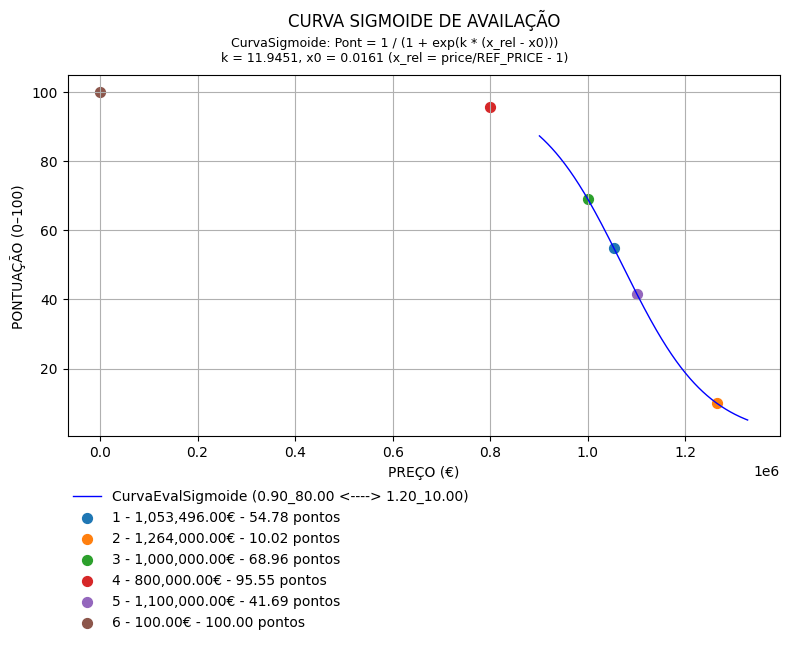 CURVA SIGMOIDE DE AVAILAÇÃO
CurvaSigmoide: Pont = 1 / (1 + exp(k * (x_rel - x0)))
k = 11.9451, x0 = 0.0161 (x_rel = price/REF_PRICE - 1)
100
80
60
40
20
PONTUAÇÃO (0–100)
0.0 0.2 0.4 0.6 0.8 1.0 1.2
1e6
PREÇO (€)
CurvaEvalSigmoide (0.90_80.00 <----> 1.20_10.00)
1 - 1,053,496.00€ - 54.78 pontos
2 - 1,264,000.00€ - 10.02 pontos
3 - 1,000,000.00€ - 68.96 pontos
4 - 800,000.00€ - 95.55 pontos
5 - 1,100,000.00€ - 41.69 pontos
6 - 100.00€ - 100.00 pontos